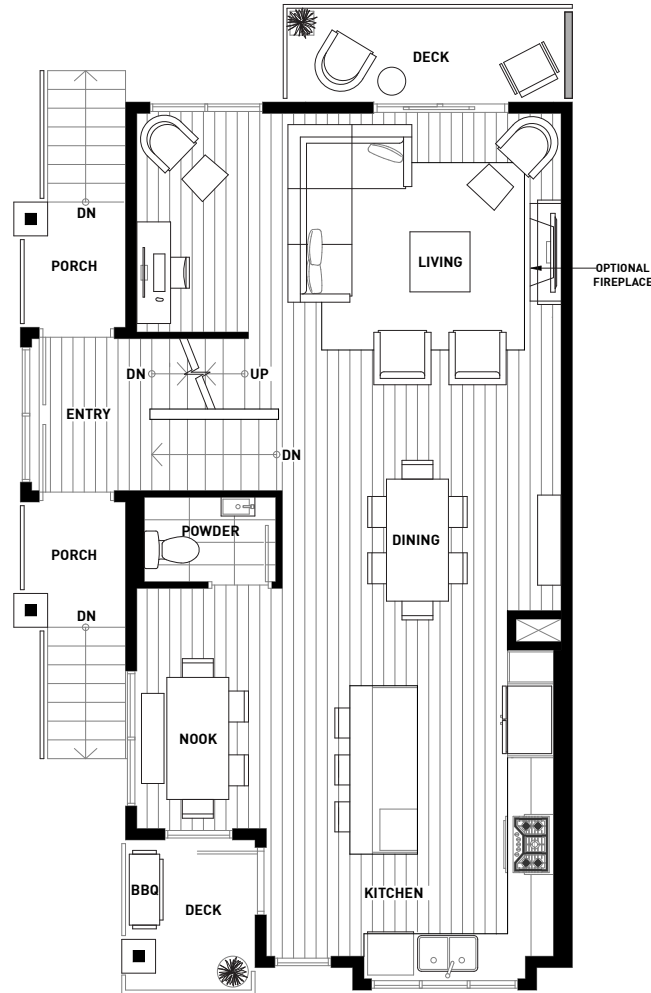 DECK
DN
PORCH
LIVING
OPTIONAL
FIREPLACE
DN
UP
ENTRY
DN
POWDER
DINING
PORCH
DN
NOOK
BBQ
DECK
KITCHEN